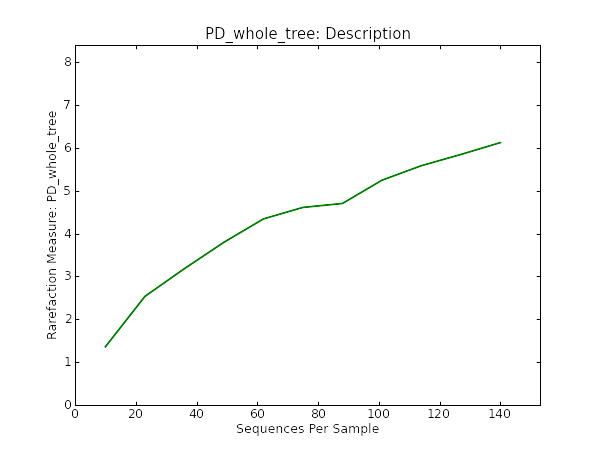 PD_whole_tree: Description
8
7
6
5
4
3
2
1
0
Rarefaction Measure: PD_whole_tree
0 20 40 60 80 100 120 140
Sequences Per Sample